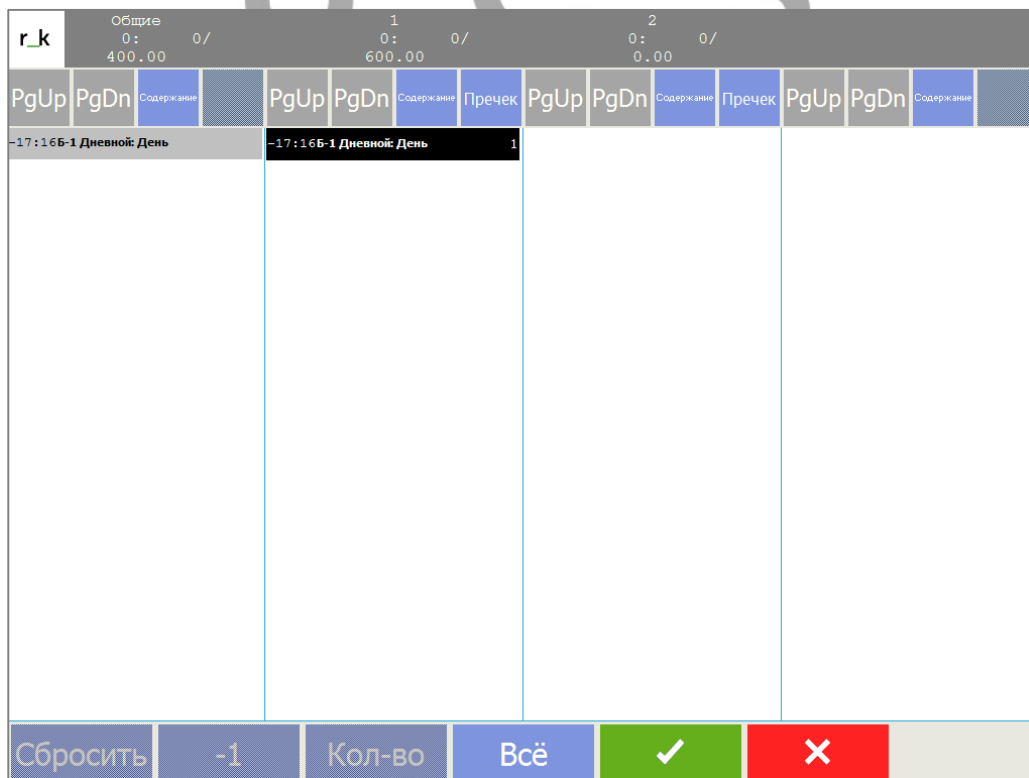 r_k
Общие
0: 0/
400.00
1
0: 0/
600.00
2
0: 0/
0.00
PgUp PgDn Содержание PgUp PgDn Содержание Пречек PgUp PgDn Содержание Пречек PgUp PgDn Содержание
-17:16Б-1 Дневной: День
-17:16Б-1 Дневной: День 1
Сбросить -1 Кол-во Всё